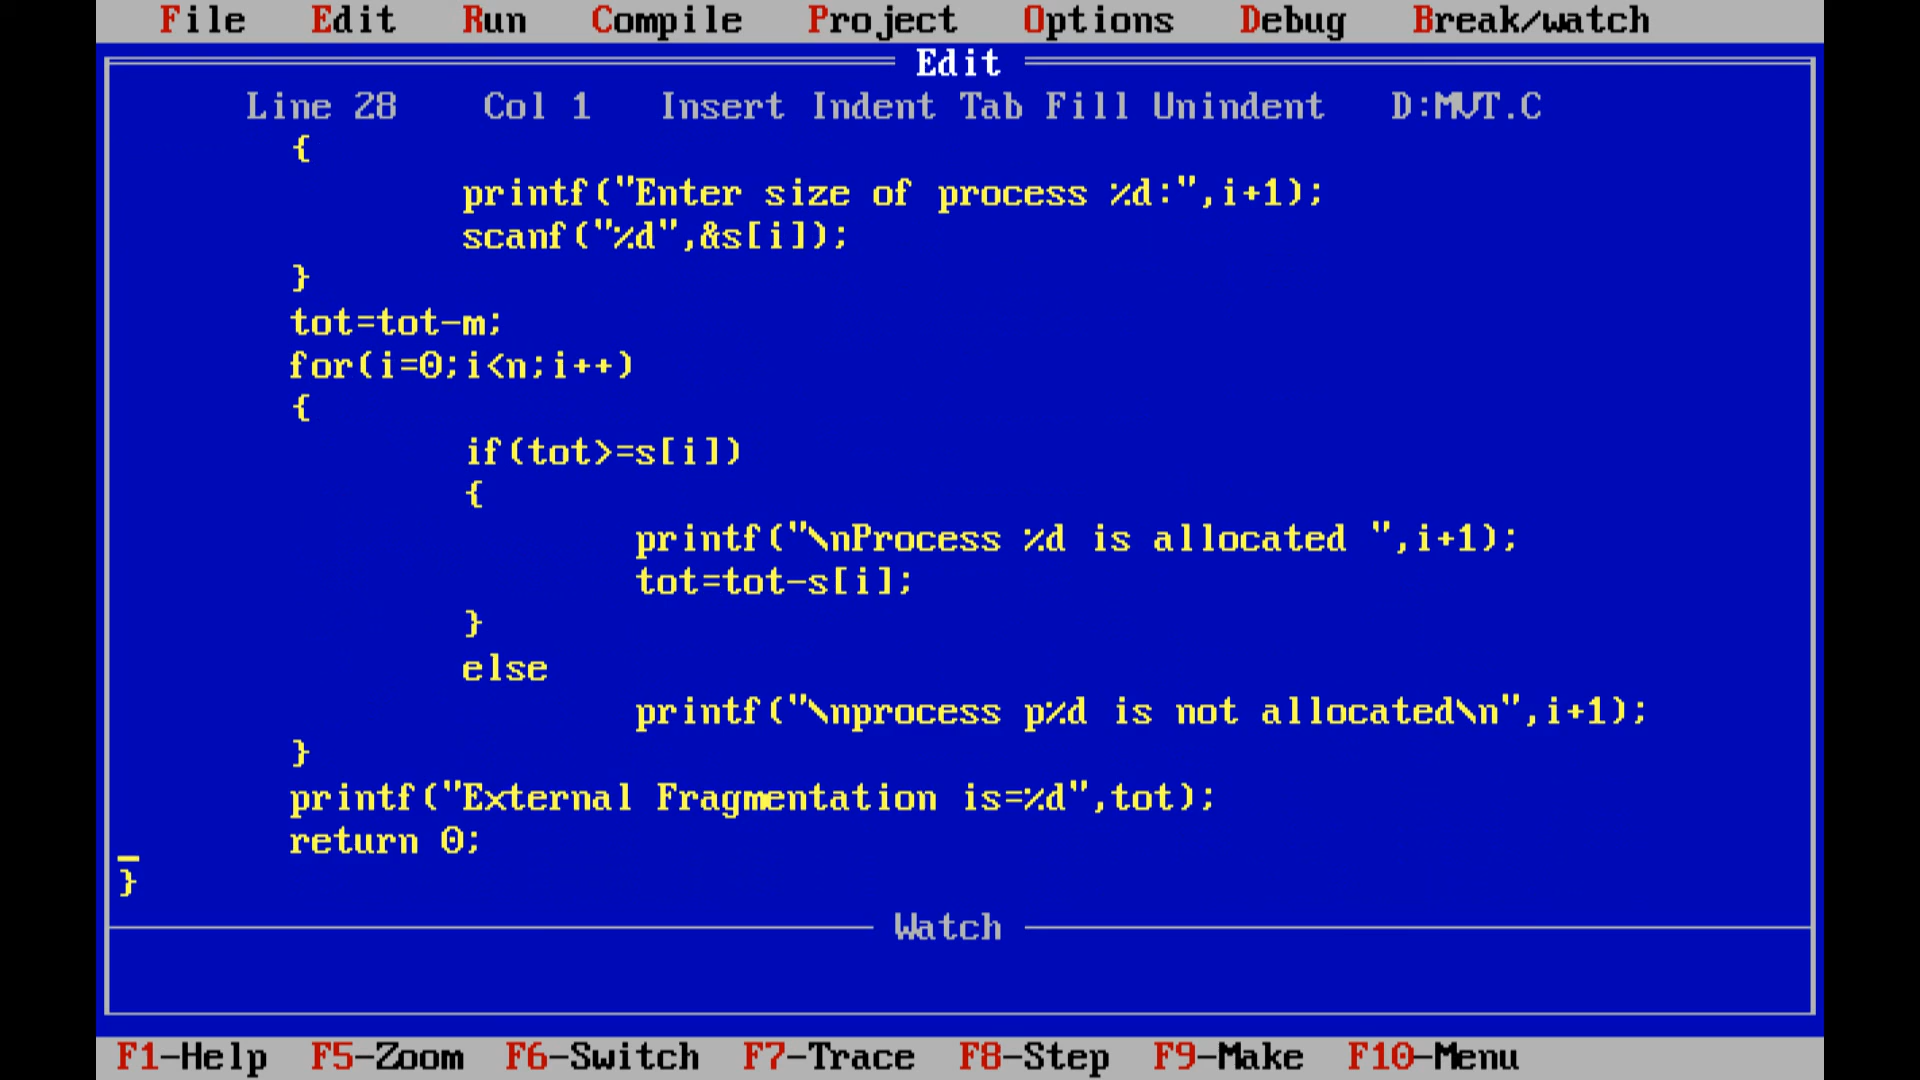 File Edit Run Compile Project Options Debug Break/watch
Edit
Line 28 Col 1 Insert Indent Tab Fill Unindent D:MVT.C
{
printf("Enter size of process %d:",i+1);
scanf("%d",&s[i]);
}
tot=tot-m;
for(i=0;i<n;i++)
{
if(tot>=s[i])
{
printf("\nProcess %d is allocated ",i+1);
tot=tot-s[i];
}
else
printf("\nprocess p%d is not allocated\n",i+1);
}
printf("External Fragmentation is=%d",tot);
return 0;
}
Watch
F1-Help F5-Zoom F6-Switch F7-Trace F8-Step F9-Make F10-Menu